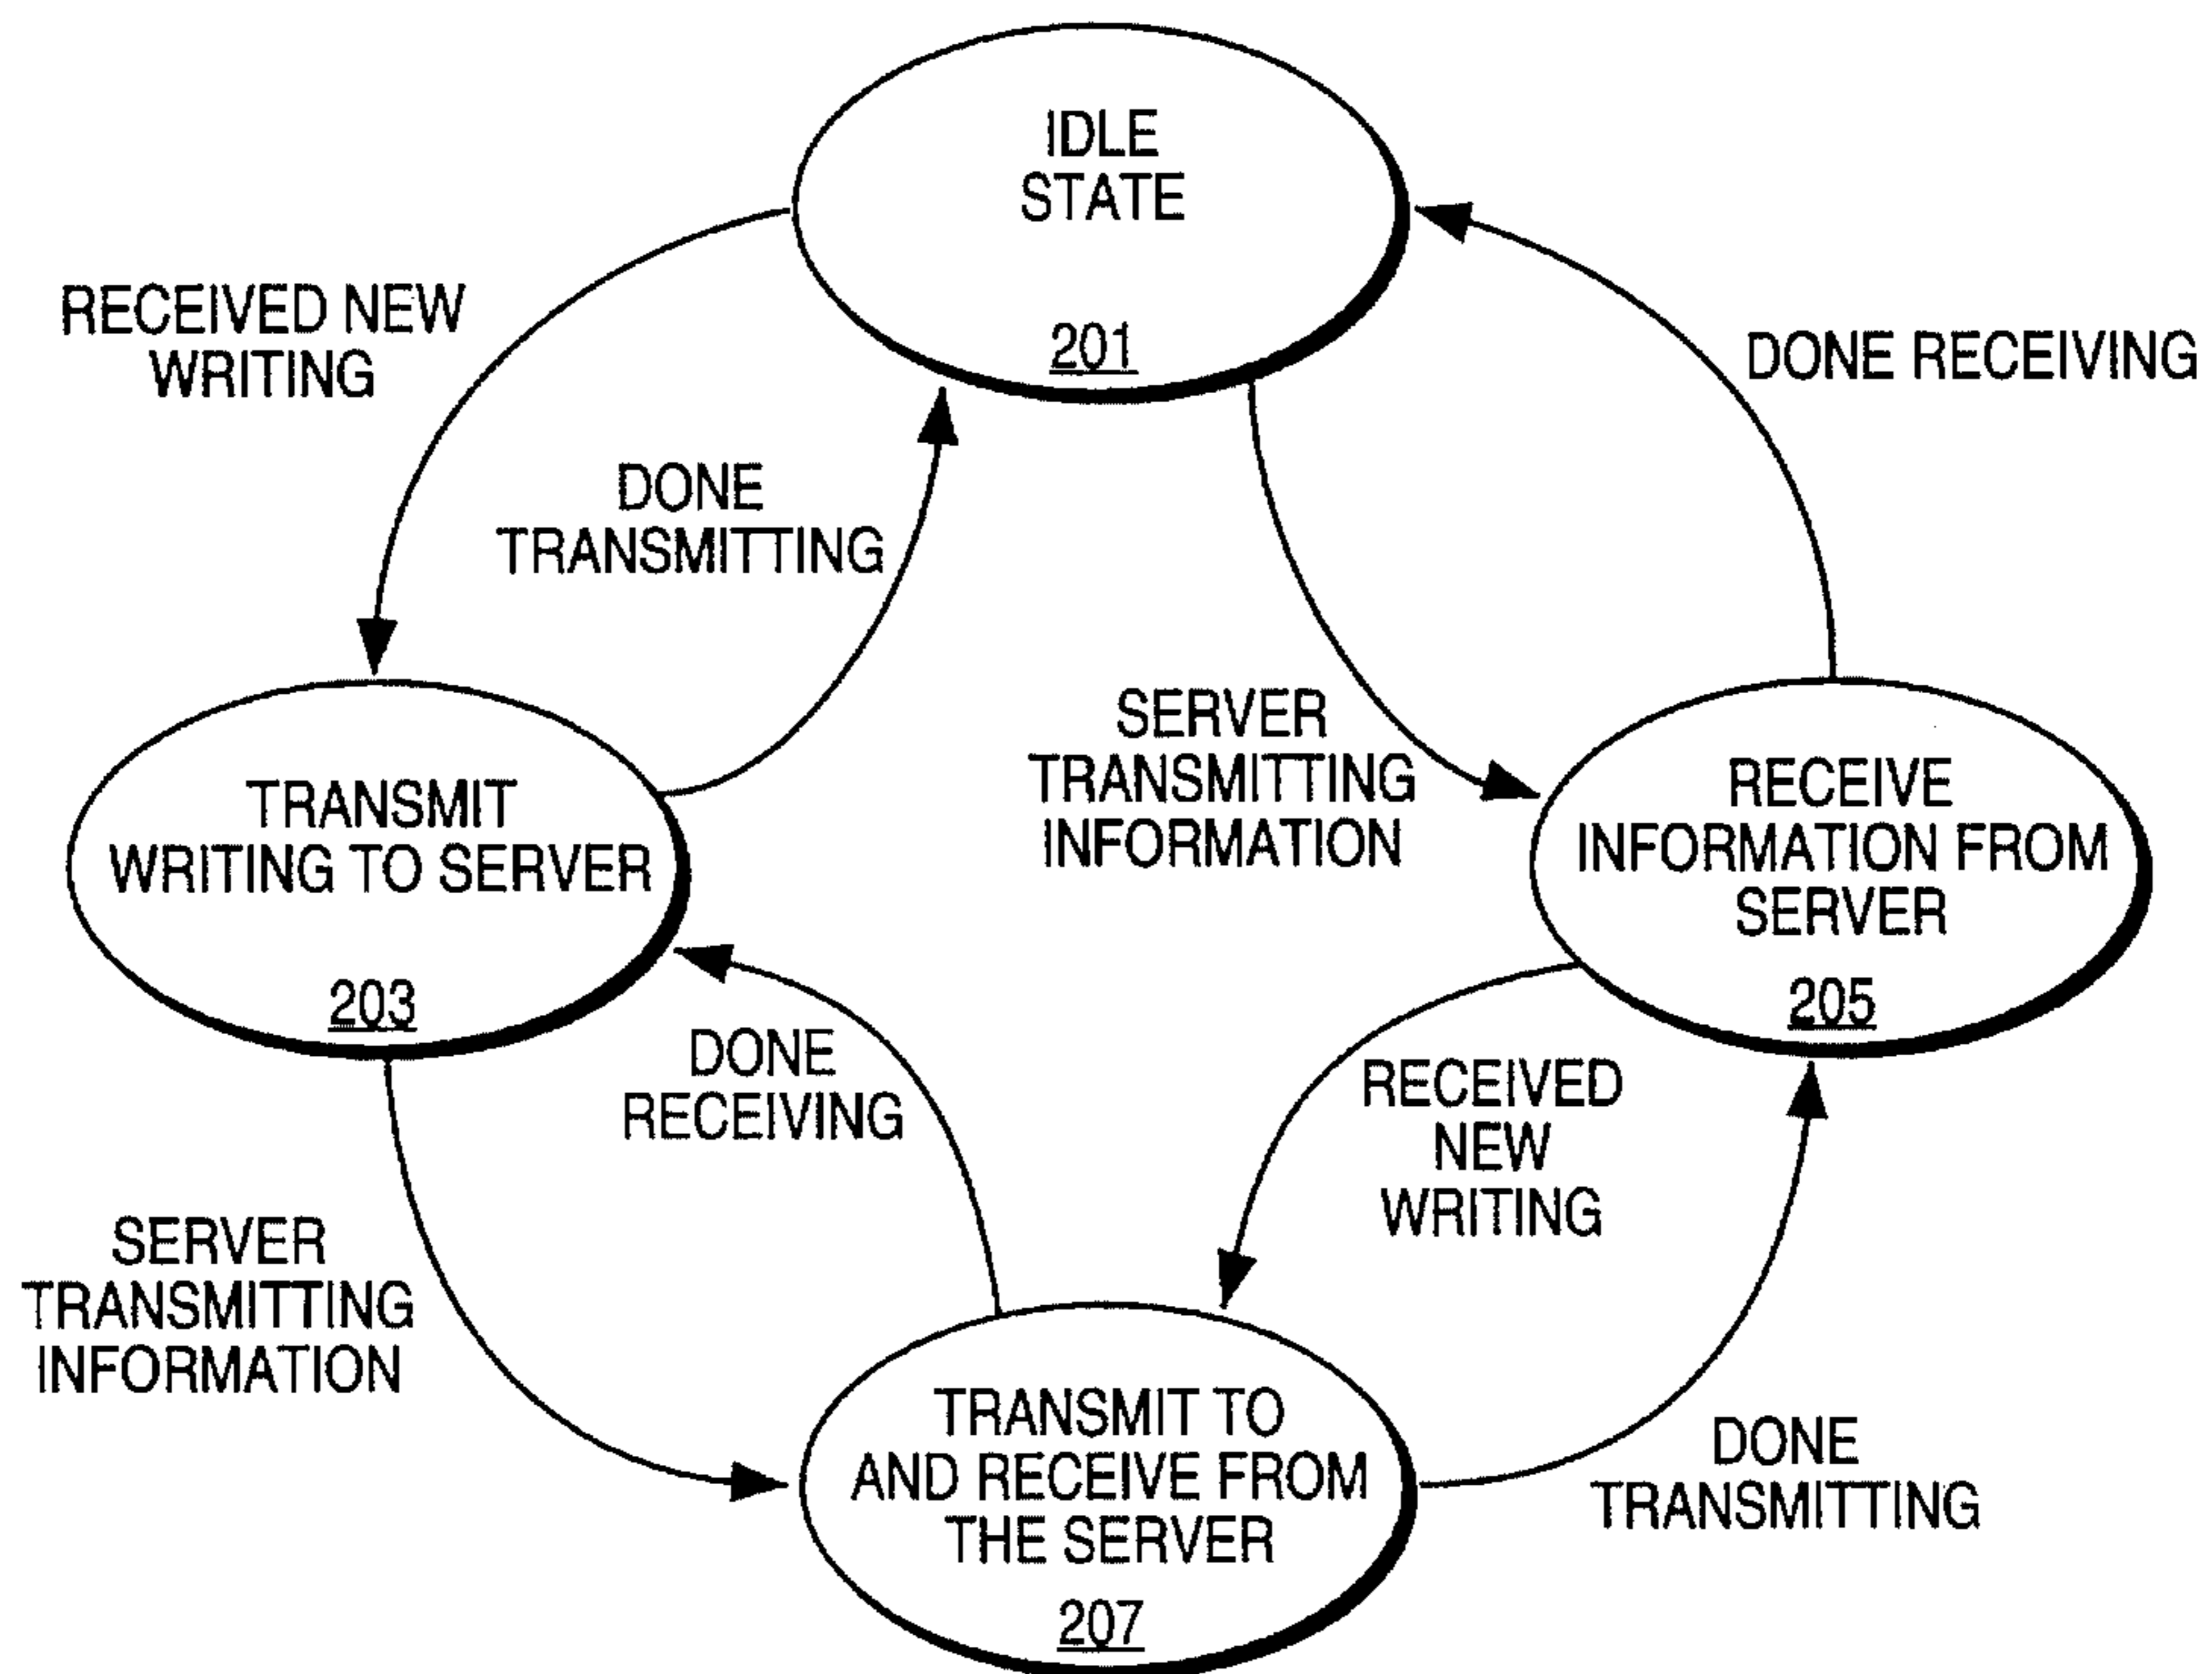 IDLE
STATE
201
RECEIVED NEW
WRITING
DONE RECEIVING
DONE
TRANSMITTING
SERVER
TRANSMITTING
INFORMATION
TRANSMIT
WRITING TO SERVER
203
RECEIVE
INFORMATION FROM
SERVER
205
DONE
RECEIVING
RECEIVED
NEW
WRITING
SERVER
TRANSMITTING
INFORMATION
TRANSMIT TO
AND RECEIVE FROM
THE SERVER
207
DONE
TRANSMITTING